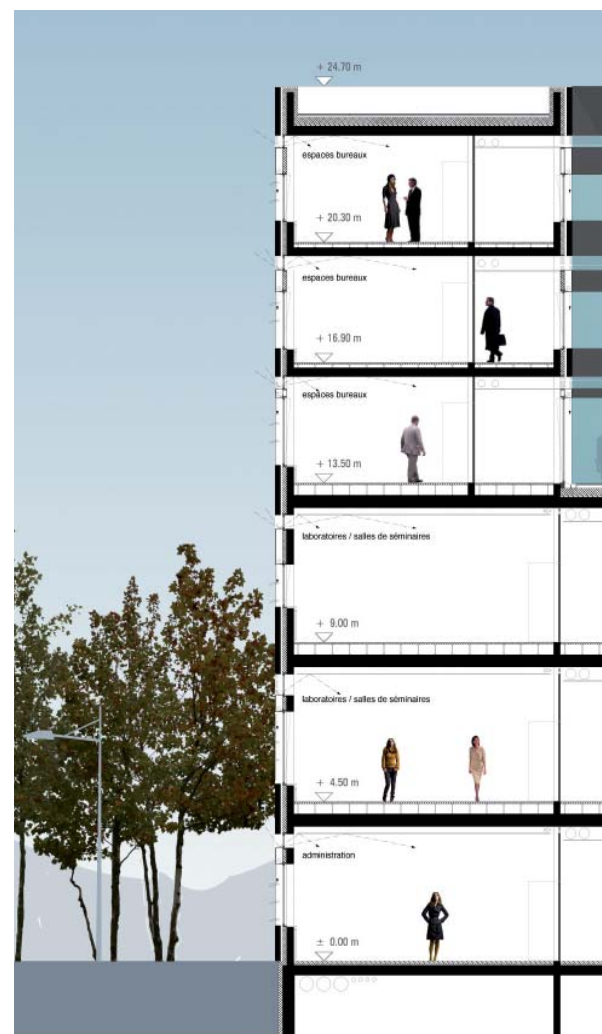 + 24.70 m
espaces bureaux
+ 20.30 m
espaces bureaux
+ 16.90 m
espaces bureaux
+ 13.50 m
laboratoires / salles de séminaires
+ 9.00 m
laboratoires / salles de séminaires
+ 4.50 m
administration
± 0.00 m